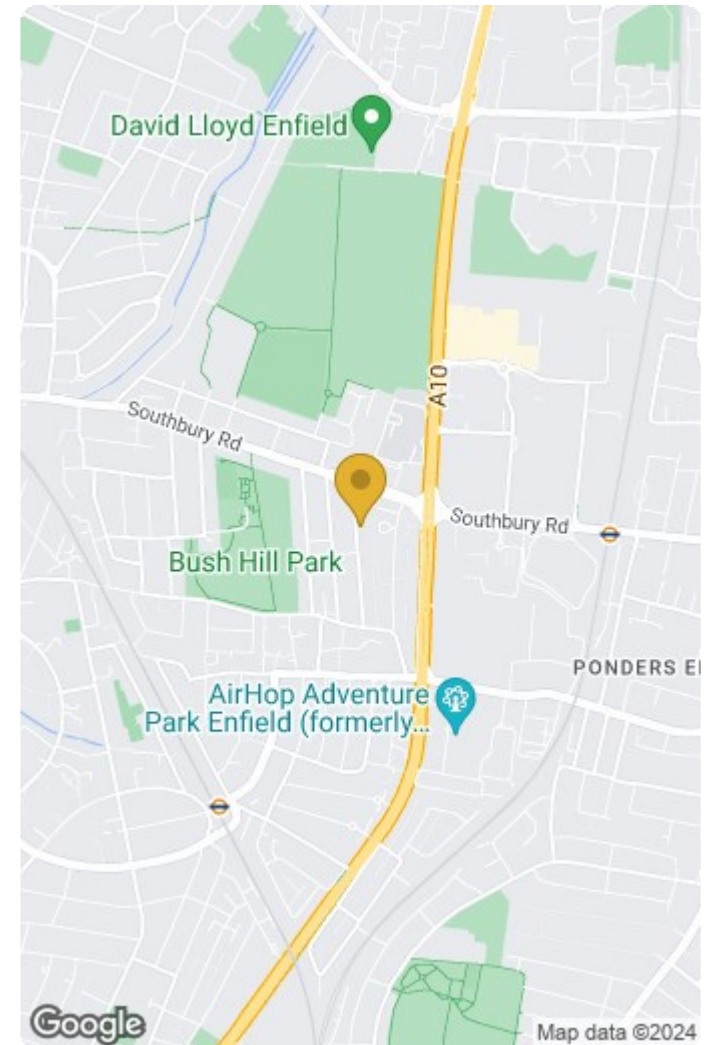 David Lloyd Enfield
A10
Southbury Rd
Southbury Rd
Bush Hill Park
PONDERS E
AirHop Adventure
Park Enfield (formerly...
Google
Map data ©2024